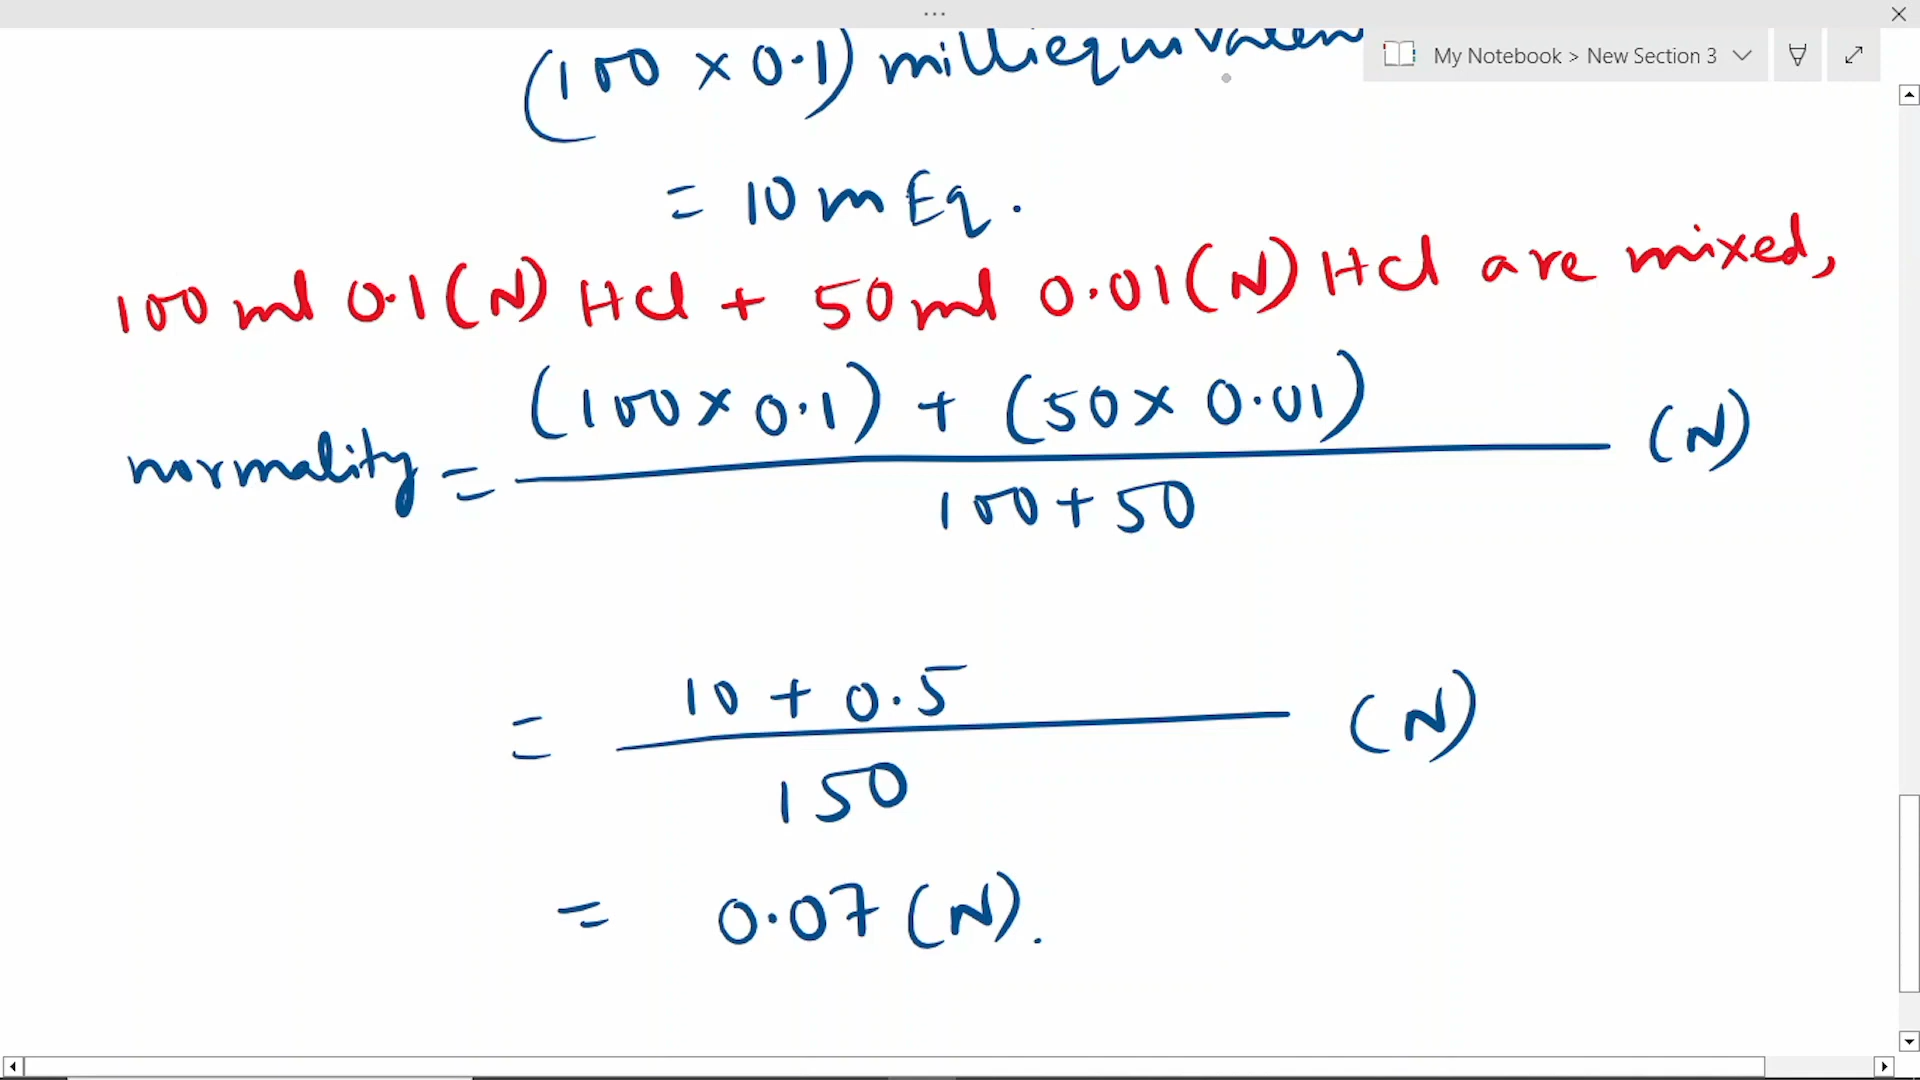 ...
My Notebook > New Section 3
(100 × 0.1) milliequivalen
= 10 mEq.
100 ml 0.1 (N) HCl + 50 ml 0.01 (N) HCl are mixed,
normality = (100 × 0.1) + (50 × 0.01) (N)
100 + 50
= 10 + 0.5 (N)
150
= 0.07 (N).